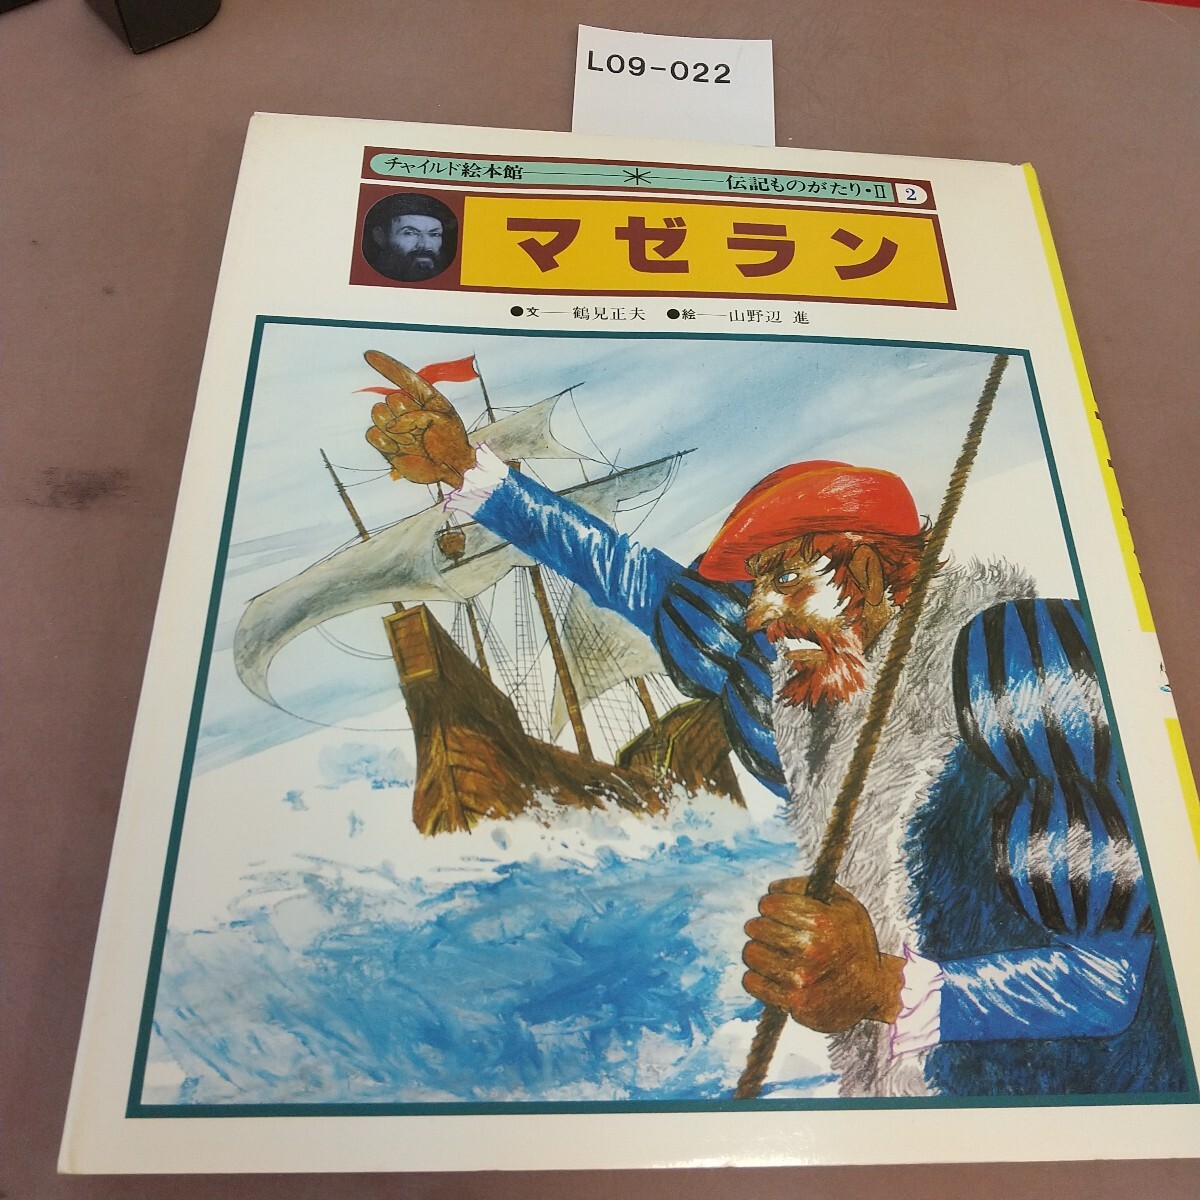 L09-022
チャイルド絵本館 伝記ものがたり・II 2
マゼラン
●文—鶴見正夫 ●絵—山野辺 進